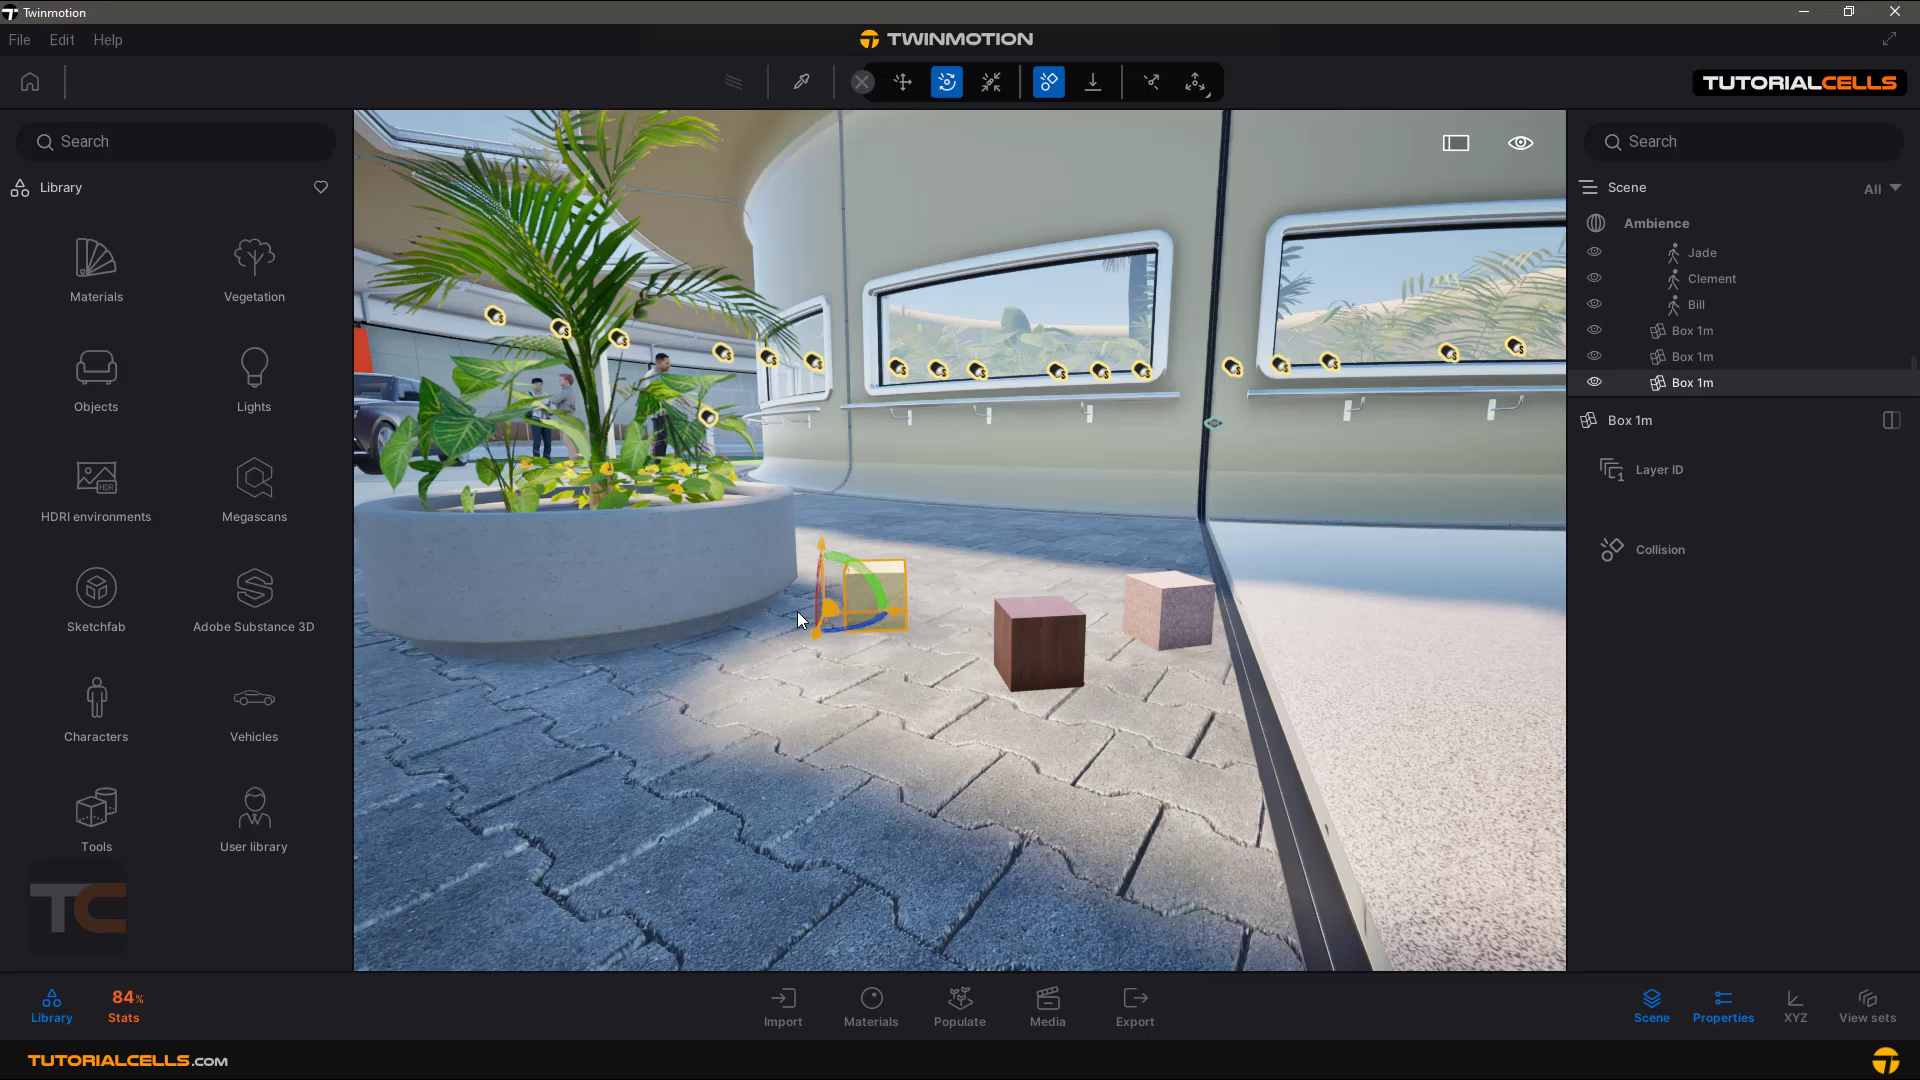 Twinmotion
File Edit Help
TWINMOTION
TUTORIALCELLS
Search
Library
Materials
Vegetation
Objects
Lights
HDR
HDRI environments
Megascans
Sketchfab
Adobe Substance 3D
Characters
Vehicles
Tools
User library
TC
Search
Scene
All
Ambience
Jade
Clement
Bill
Box 1m
Box 1m
Box 1m
Box 1m
Layer ID
Collision
Library
84%
Stats
Import
Materials
Populate
Media
Export
Scene
Properties
XYZ
View sets
TUTORIALCELLS.COM